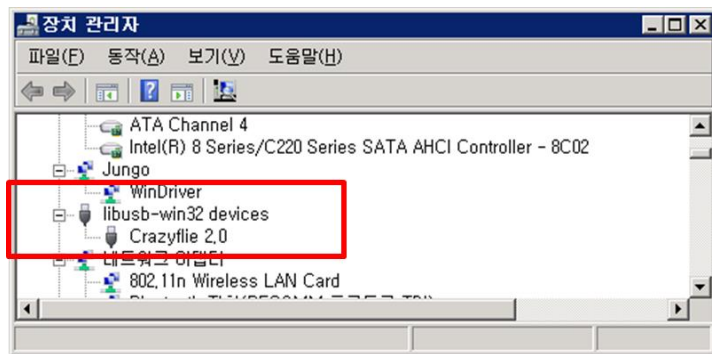 장치 관리자
파일(F) 동작(A) 보기(V) 도움말(H)
ATA Channel 4
Intel(R) 8 Series/C220 Series SATA AHCI Controller - 8C02
Jungo
WinDriver
libusb-win32 devices
Crazyflie 2,0
네트워크 어댑터
802,11n Wireless LAN Card